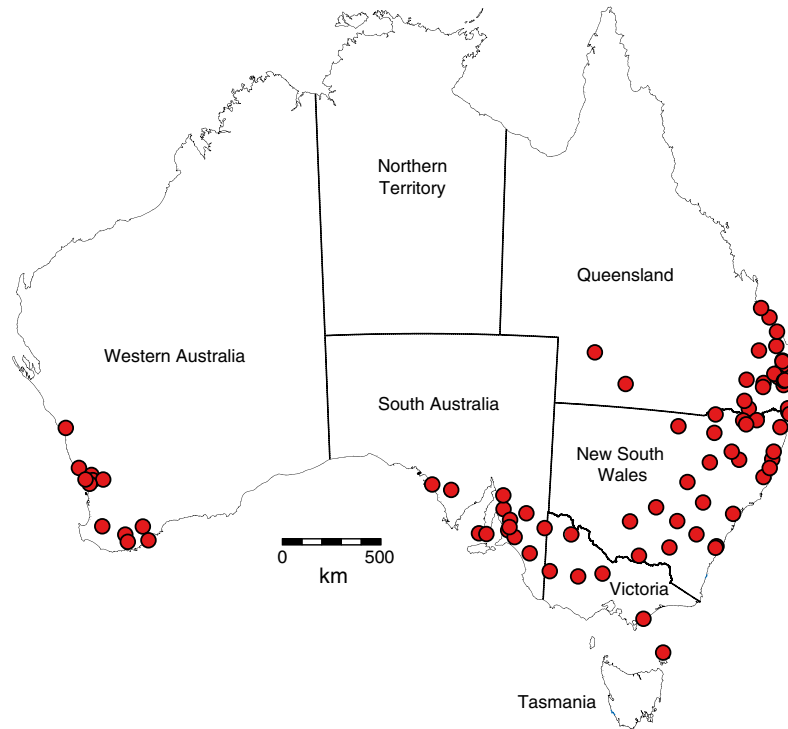 Northern
Territory
Queensland
Western Australia
South Australia
New South
Wales
0 500
km
Victoria
Tasmania